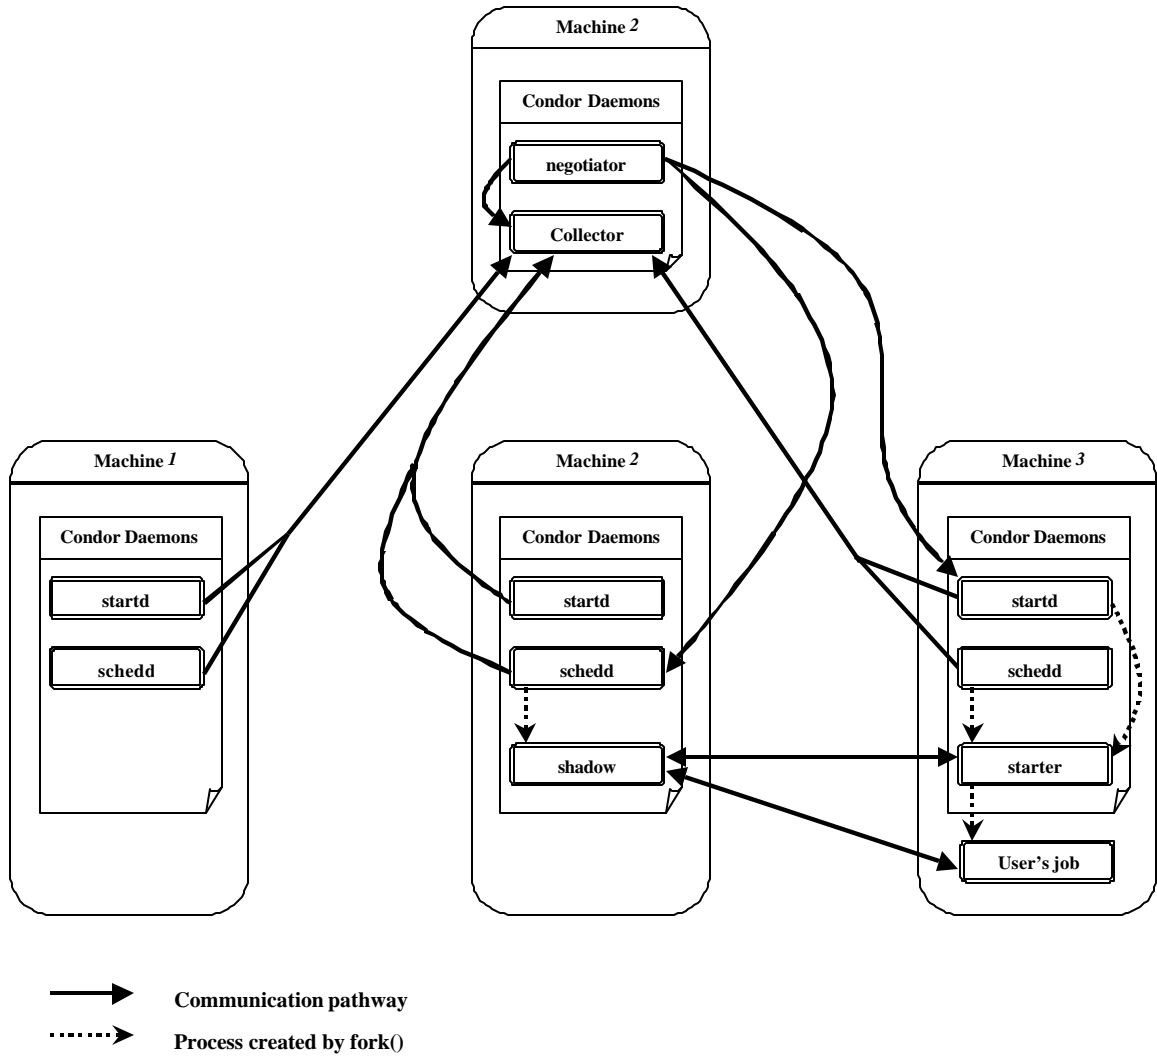 Machine 2
Condor Daemons
negotiator
Collector
Machine 1
Condor Daemons
startd
schedd
Machine 2
Condor Daemons
startd
schedd
shadow
Machine 3
Condor Daemons
startd
schedd
starter
User's job
Communication pathway
Process created by fork()